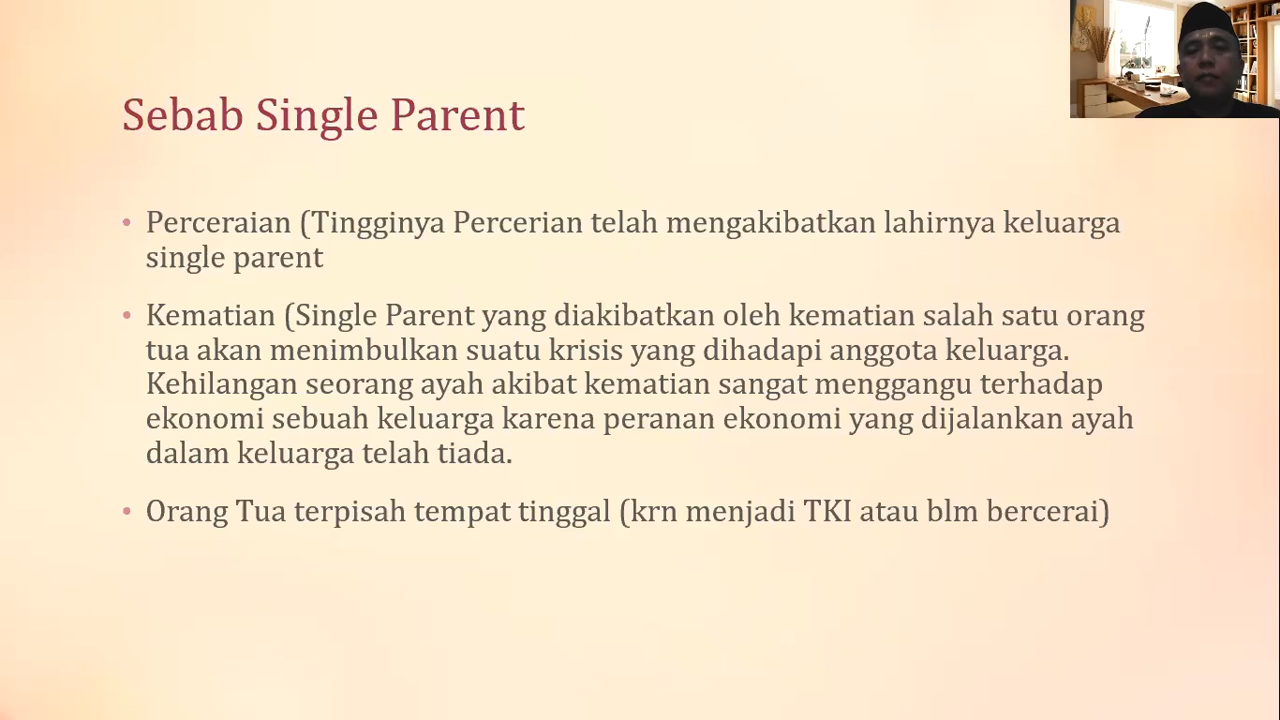 Sebab Single Parent
• Perceraian (Tingginya Percerian telah mengakibatkan lahirnya keluarga
single parent
• Kematian (Single Parent yang diakibatkan oleh kematian salah satu orang
tua akan menimbulkan suatu krisis yang dihadapi anggota keluarga.
Kehilangan seorang ayah akibat kematian sangat menggangu terhadap
ekonomi sebuah keluarga karena peranan ekonomi yang dijalankan ayah
dalam keluarga telah tiada.
• Orang Tua terpisah tempat tinggal (krn menjadi TKI atau blm bercerai)